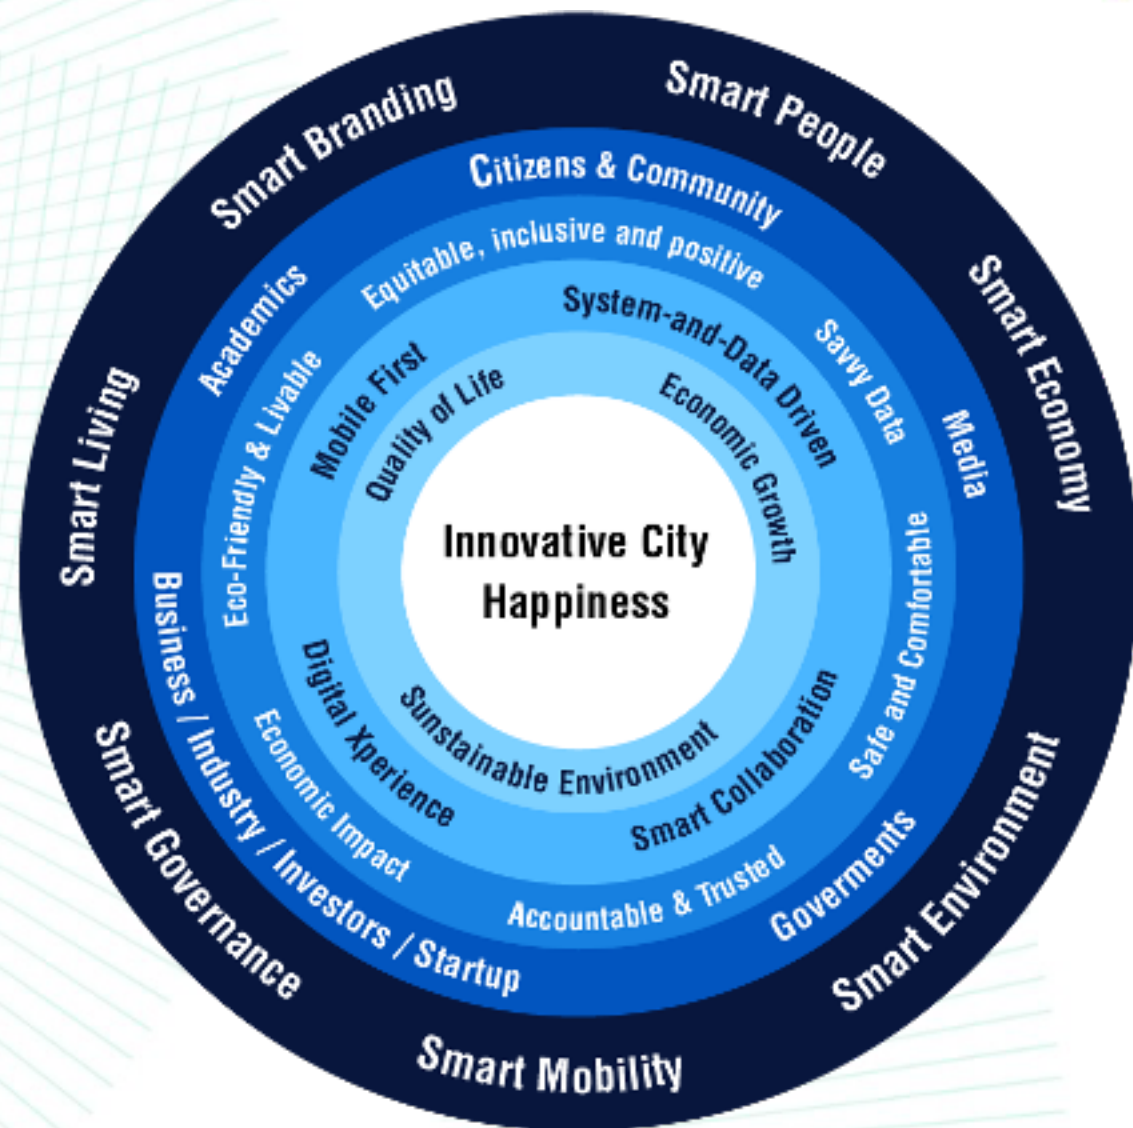 Smart Branding
Smart People
Smart Economy
Smart Environment
Smart Mobility
Smart Governance
Smart Living
Citizens & Community
Media
Goverments
Business / Industry / Investors / Startup
Academics
Equitable, inclusive and positive
Savvy Data
Safe and Comfortable
Accountable & Trusted
Economic Impact
Eco-Friendly & Livable
System-and-Data Driven
Smart Collaboration
Digital Xperience
Mobile First
Quality of Life
Economic Growth
Sunstainable Environment
Innovative City
Happiness